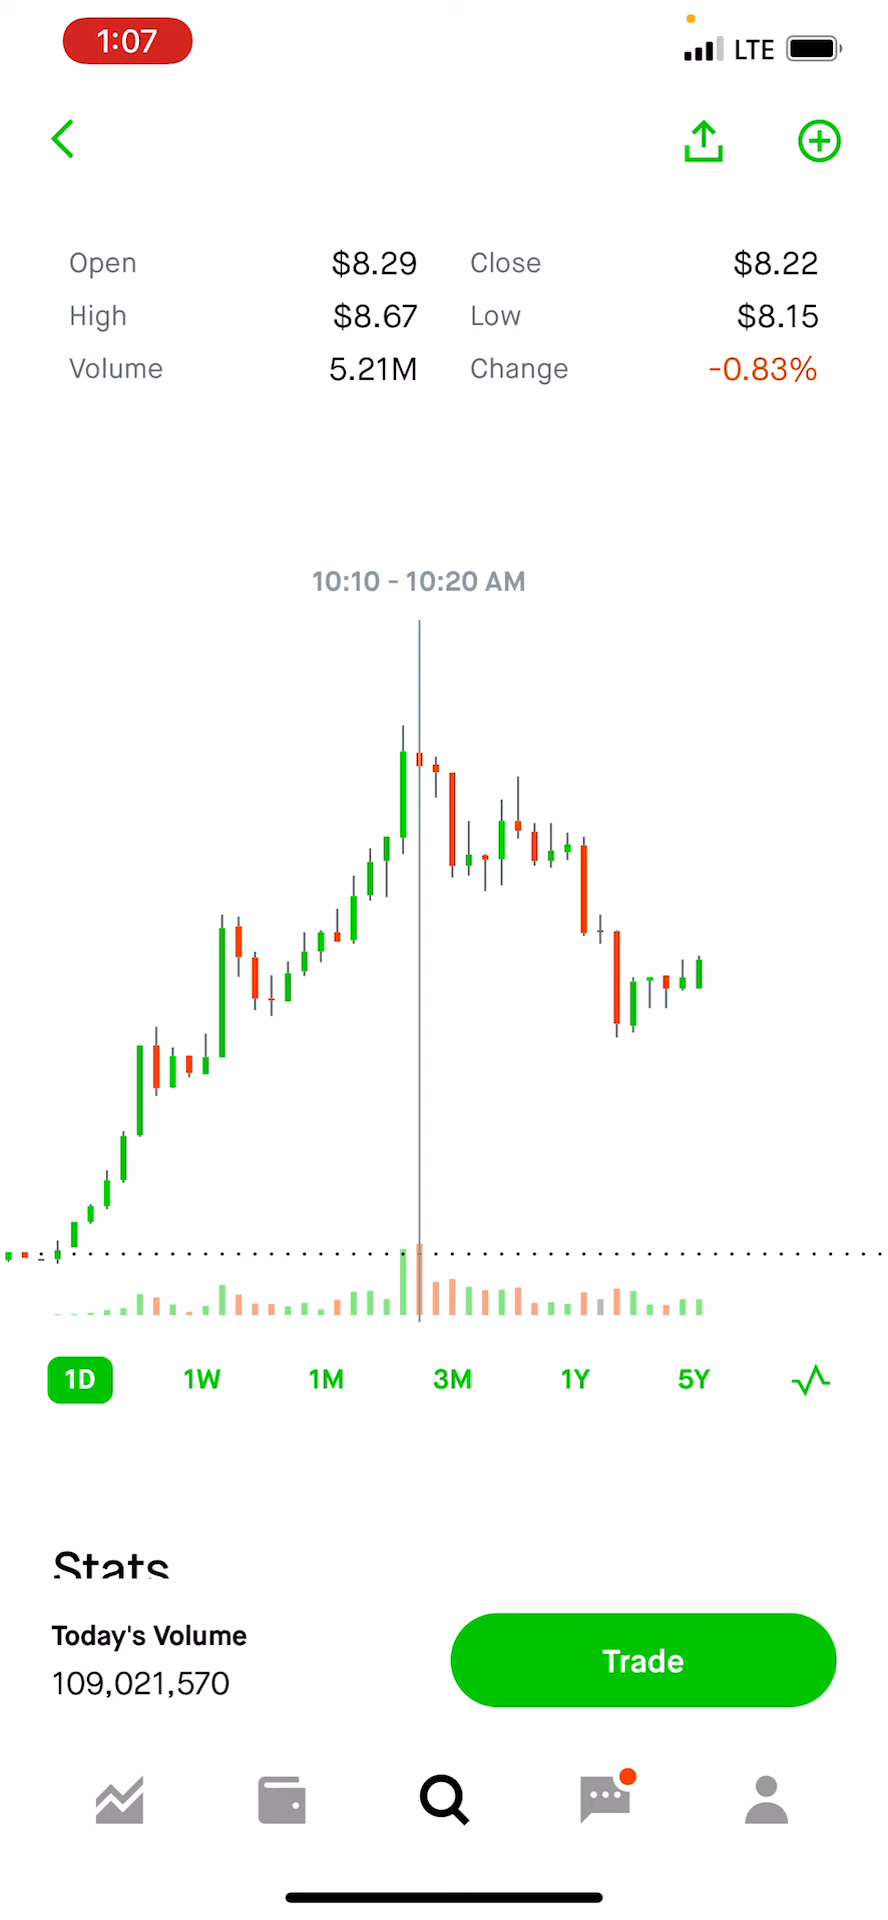 1:07
LTE
Open $8.29 Close $8.22
High $8.67 Low $8.15
Volume 5.21M Change -0.83%
10:10 - 10:20 AM
1D 1W 1M 3M 1Y 5Y
Stats
Today's Volume
109,021,570
Trade